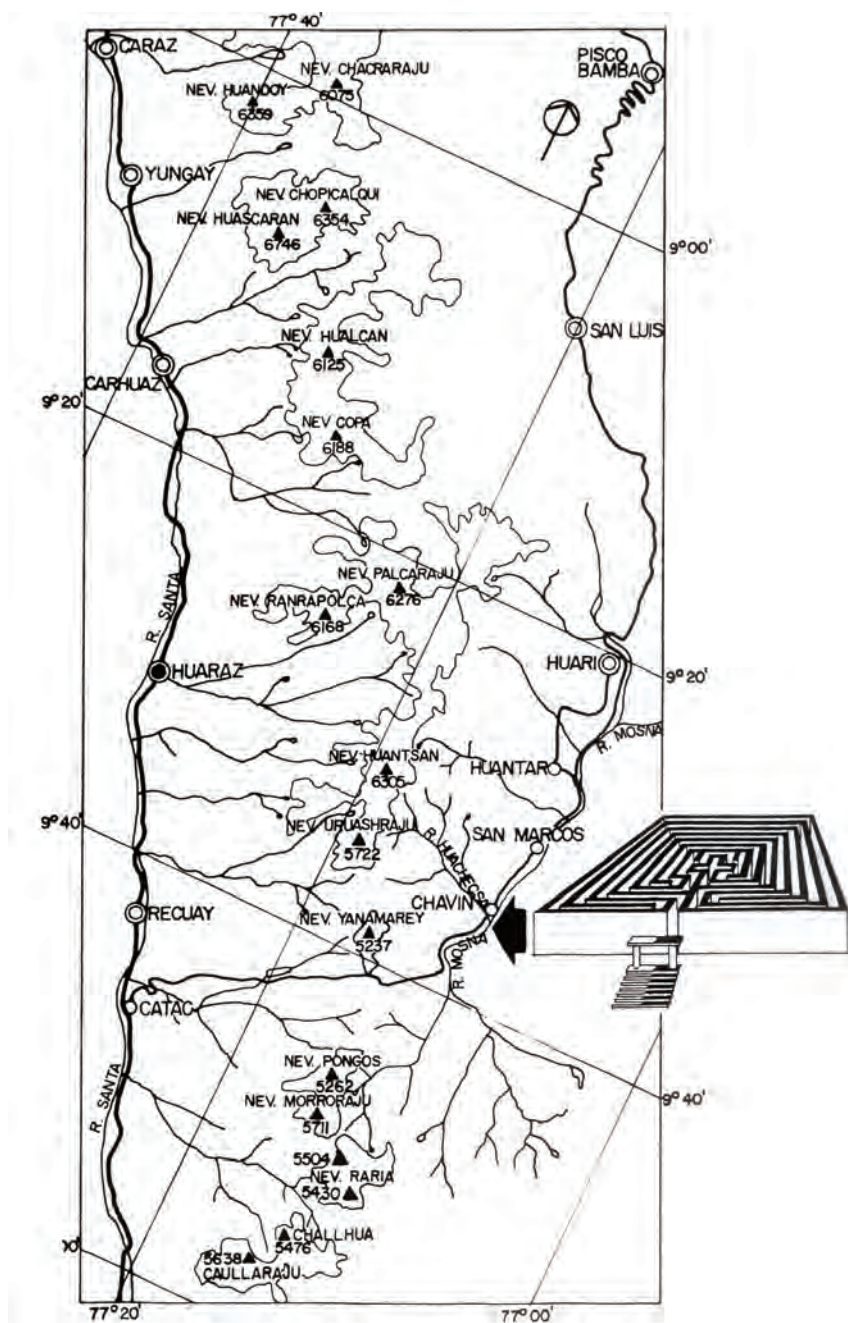 77°40'
CARAZ
NEV. CHACRARAJU
6075
NEV. HUANDOY
6359
PISCO
BAMBA
YUNGAY
NEV. CHOPICALQUI
6354
NEV. HUASCARAN
6746
9°00'
SAN LUIS
NEV. HUALCAN
6125
CARHUAZ
9°20'
NEV. COPA
6188
NEV. PALCARAJU
6276
NEV. RANRAPOLCA
6168
R. SANTA
HUARAZ
HUARI
9°20'
R. MOSNA
NEV. HUANTSAN
6305
HUANTAR
9°40'
NEV. URUASHRAJU
5722
R. HUACHECSA
SAN MARCOS
CHAVIN
RECUAY
NEV. YANAMAREY
5237
R. MOSNA
CATAC
NEV. PONGOS
5262
NEV. MORRORAJU
5711
9°40'
R. SANTA
5504
NEV. RARIA
5430
CHALLHUA
5476
5638
CAULLARAJU
00'
77°20'
77°00'